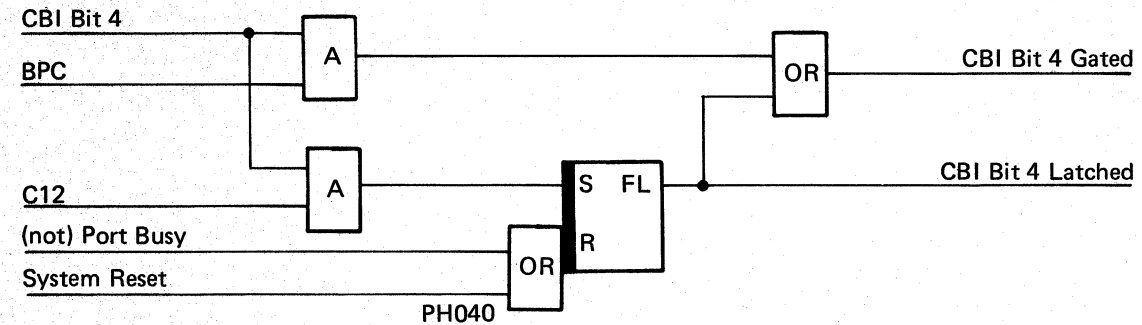 CBI Bit 4
A
BPC
OR
CBI Bit 4 Gated
A
S FL
CBI Bit 4 Latched
C12
(not) Port Busy
R
OR
System Reset
PH040